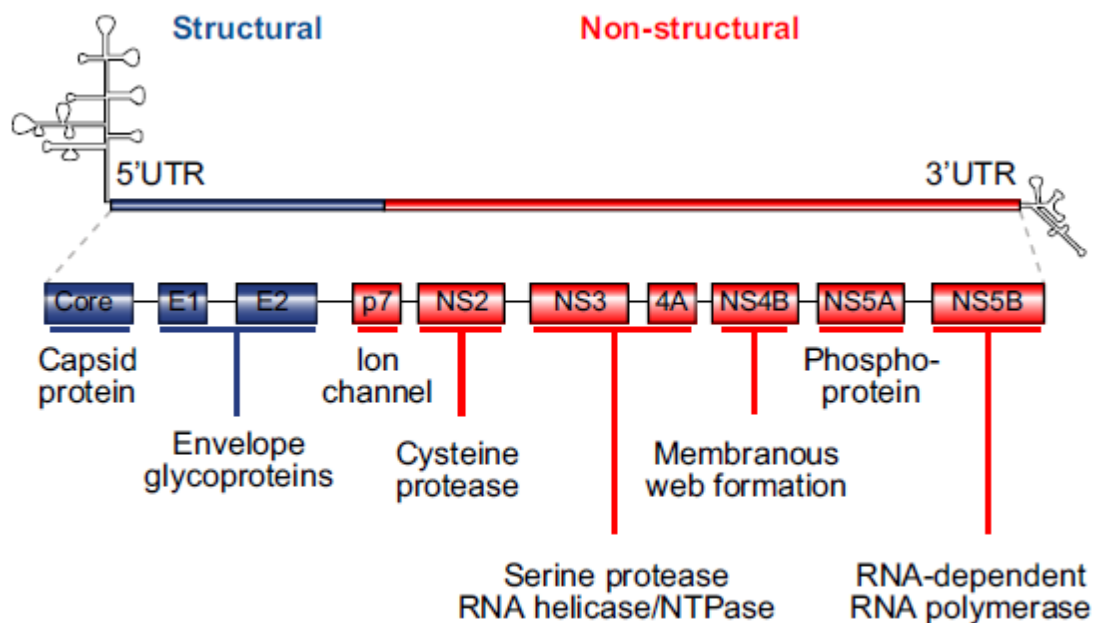 Structural
Non-structural
5'UTR
3'UTR
Core
E1
E2
p7
NS2
NS3
4A
NS4B
NS5A
NS5B
Capsid
protein
Envelope
glycoproteins
Ion
channel
Cysteine
protease
Serine protease
RNA helicase/NTPase
Membranous
web formation
Phospho-
protein
RNA-dependent
RNA polymerase